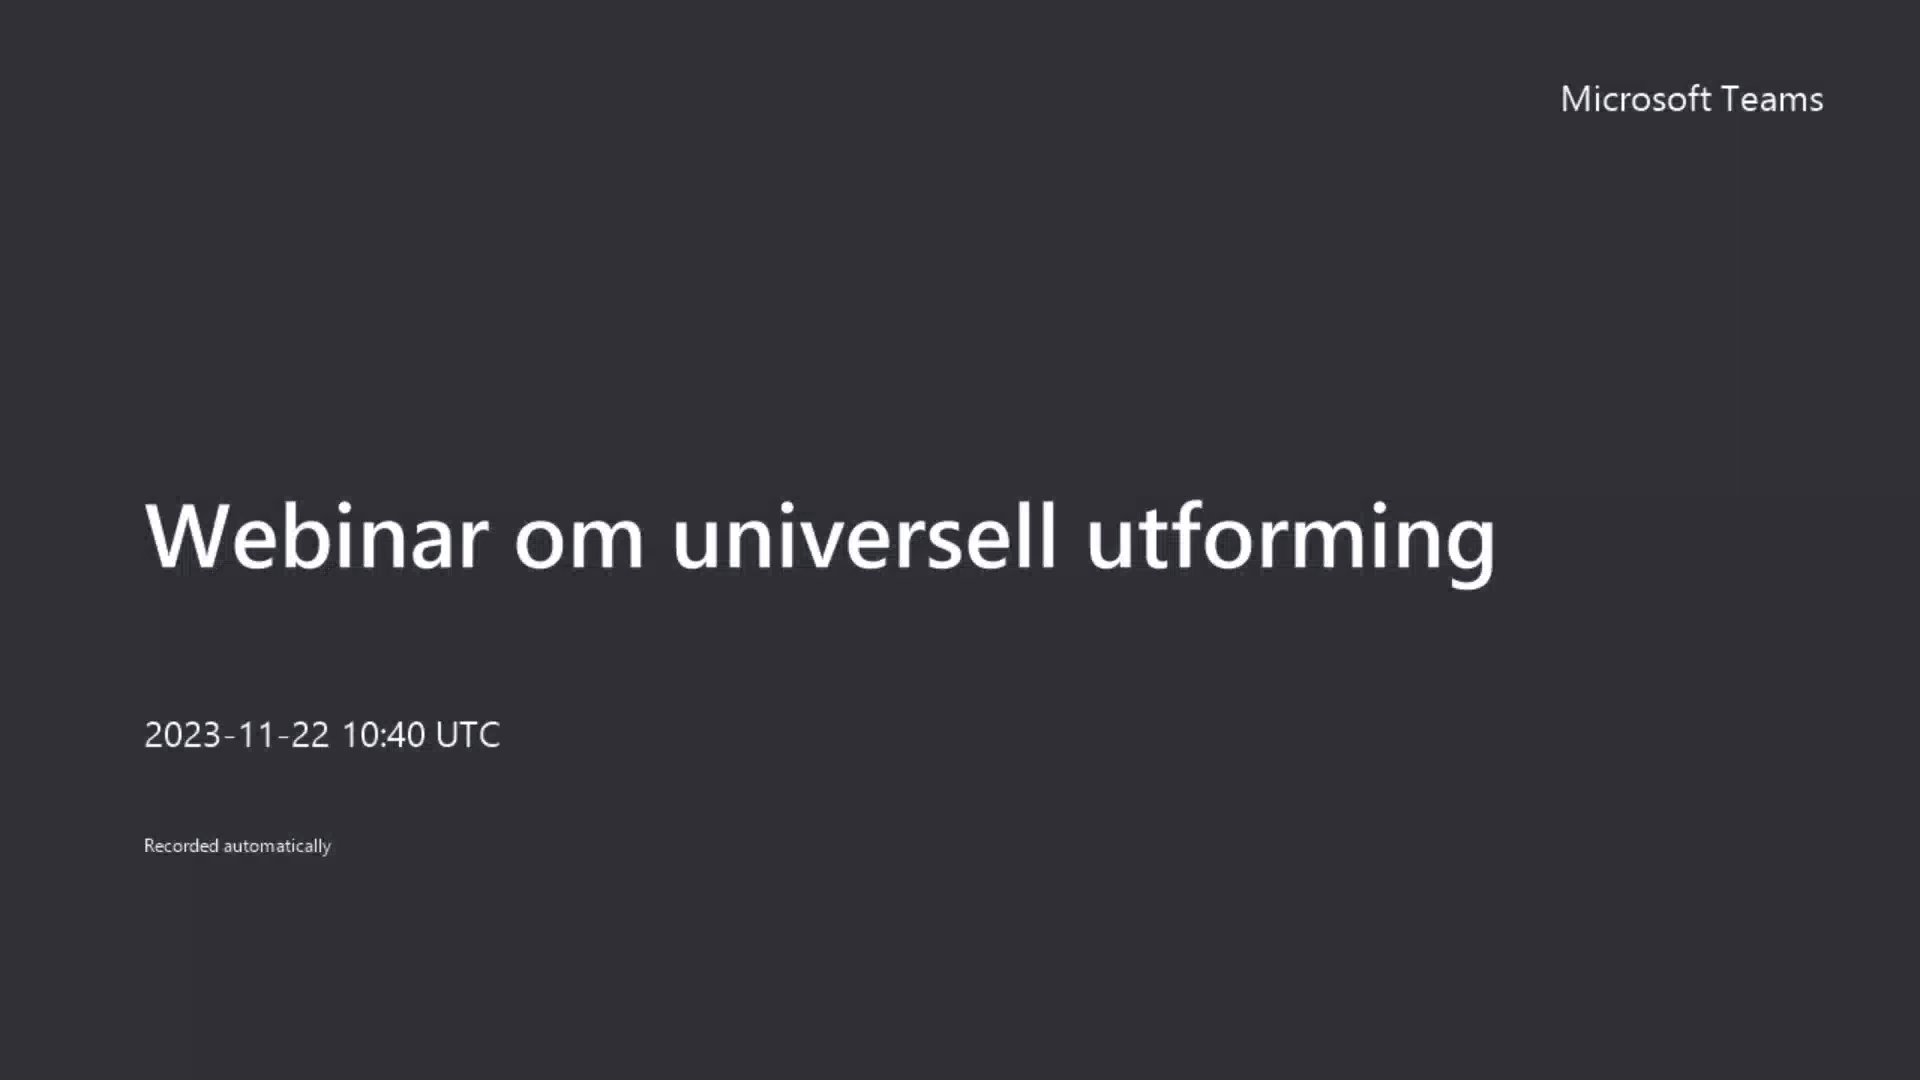 Microsoft Teams
Webinar om universell utforming
2023-11-22 10:40 UTC
Recorded automatically